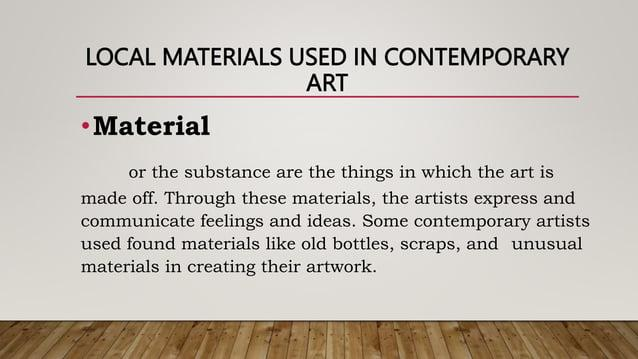 LOCAL MATERIALS USED IN CONTEMPORARY
ART
•Material
or the substance are the things in which the art is
made off. Through these materials, the artists express and
communicate feelings and ideas. Some contemporary artists
used found materials like old bottles, scraps, and unusual
materials in creating their artwork.